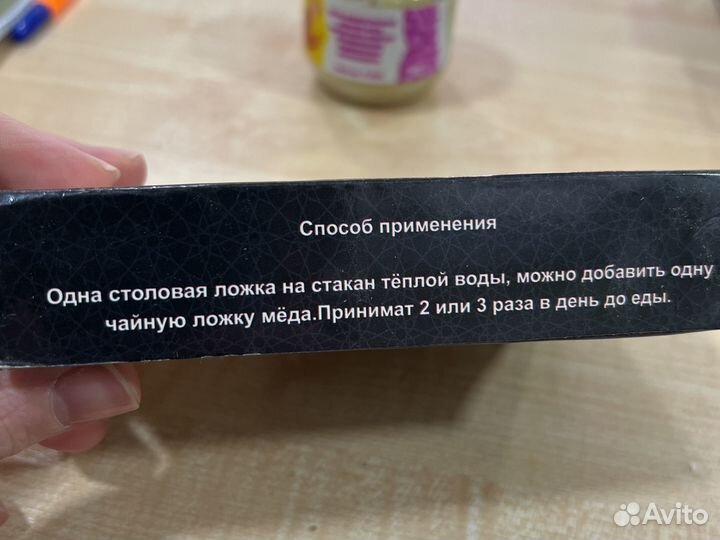 Способ применения
Одна столовая ложка на стакан тёплой воды, можно добавить одну
чайную ложку мёда.Принимат 2 или 3 раза в день до еды.
Avito